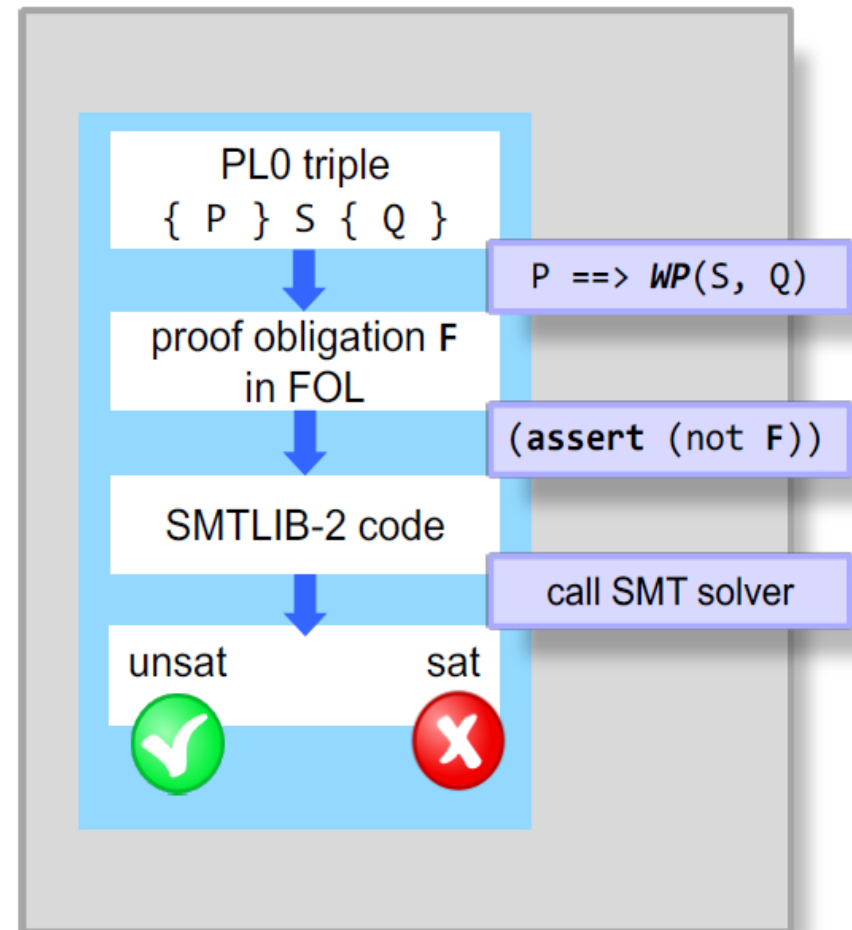 PL0 triple
{ P } S { Q }
P ==> WP(S, Q)
proof obligation F
in FOL
(assert (not F))
SMTLIB-2 code
call SMT solver
unsat
sat